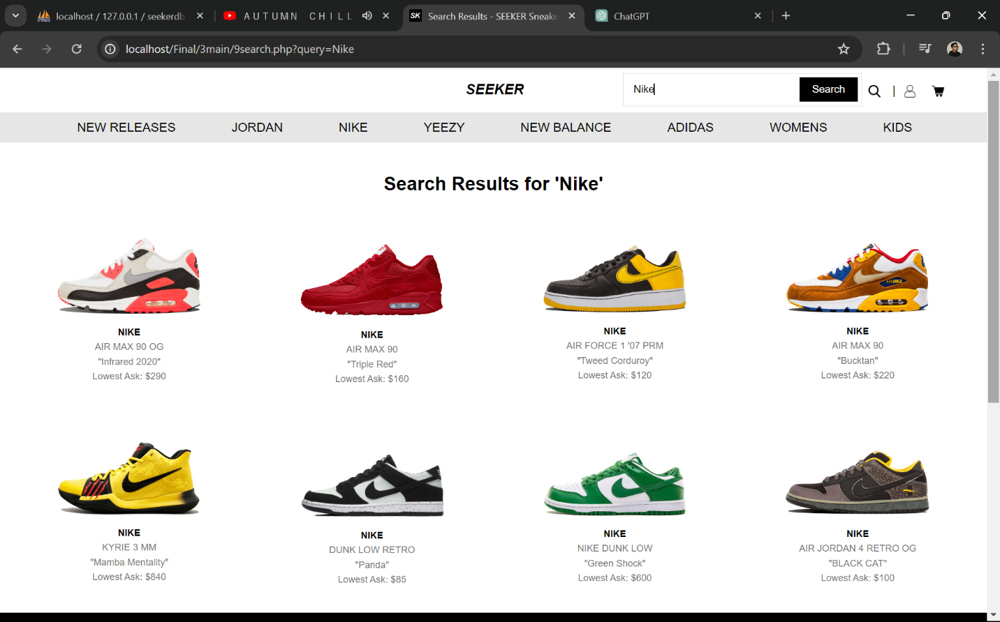 localhost / 127.0.0.1 / seekerdb
AUTUMN CHILL
SK Search Results - SEEKER Sneake
ChatGPT
localhost/Final/3main/9search.php?query=Nike
SEEKER
Nike
Search
|
NEW RELEASES JORDAN NIKE YEEZY NEW BALANCE ADIDAS WOMENS KIDS
Search Results for 'Nike'
NIKE
AIR MAX 90 OG
"Infrared 2020"
Lowest Ask: $290
NIKE
AIR MAX 90
"Triple Red"
Lowest Ask: $160
NIKE
AIR FORCE 1 '07 PRM
"Tweed Corduroy"
Lowest Ask: $120
NIKE
AIR MAX 90
"Bucktan"
Lowest Ask: $220
NIKE
KYRIE 3 MM
"Mamba Mentality"
Lowest Ask: $840
NIKE
DUNK LOW RETRO
"Panda"
Lowest Ask: $85
NIKE
NIKE DUNK LOW
"Green Shock"
Lowest Ask: $600
NIKE
AIR JORDAN 4 RETRO OG
"BLACK CAT"
Lowest Ask: $100